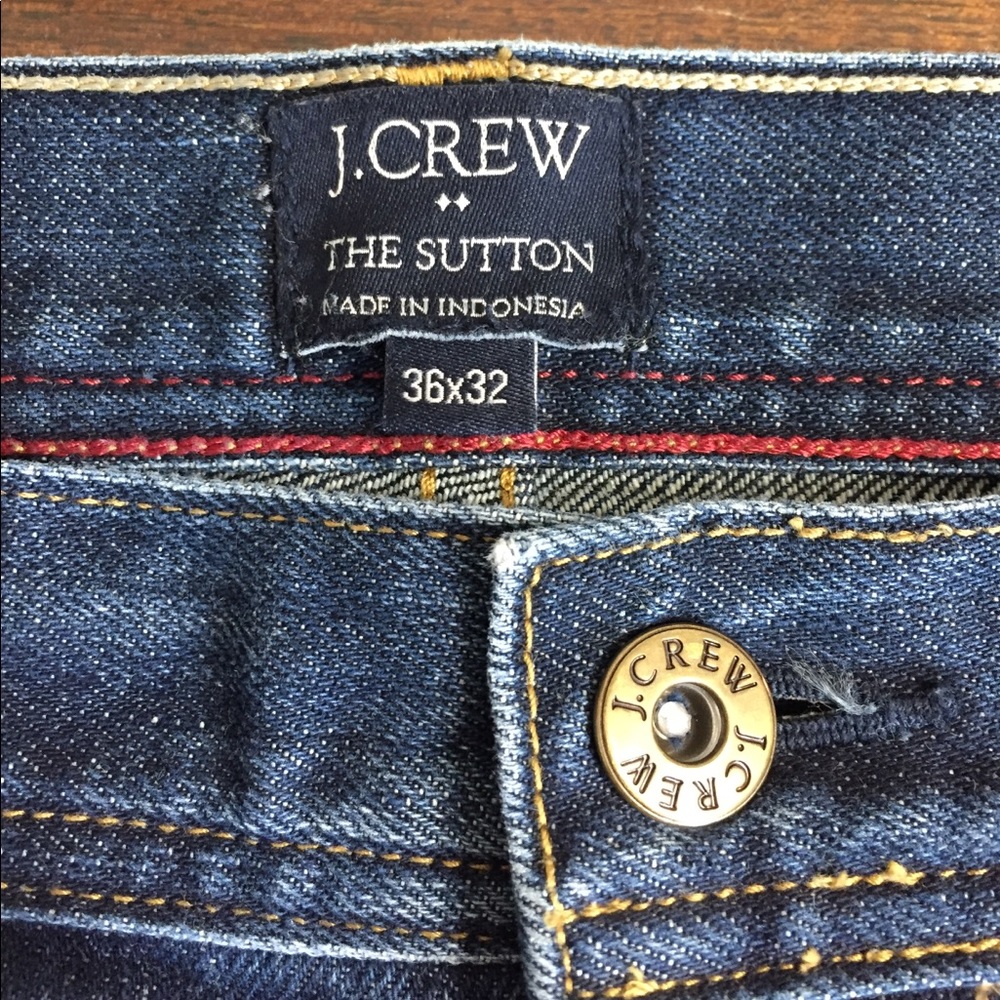 J.CREW
THE SUTTON
MADE IN INDONESIA
36x32
J.CREW J.CREW